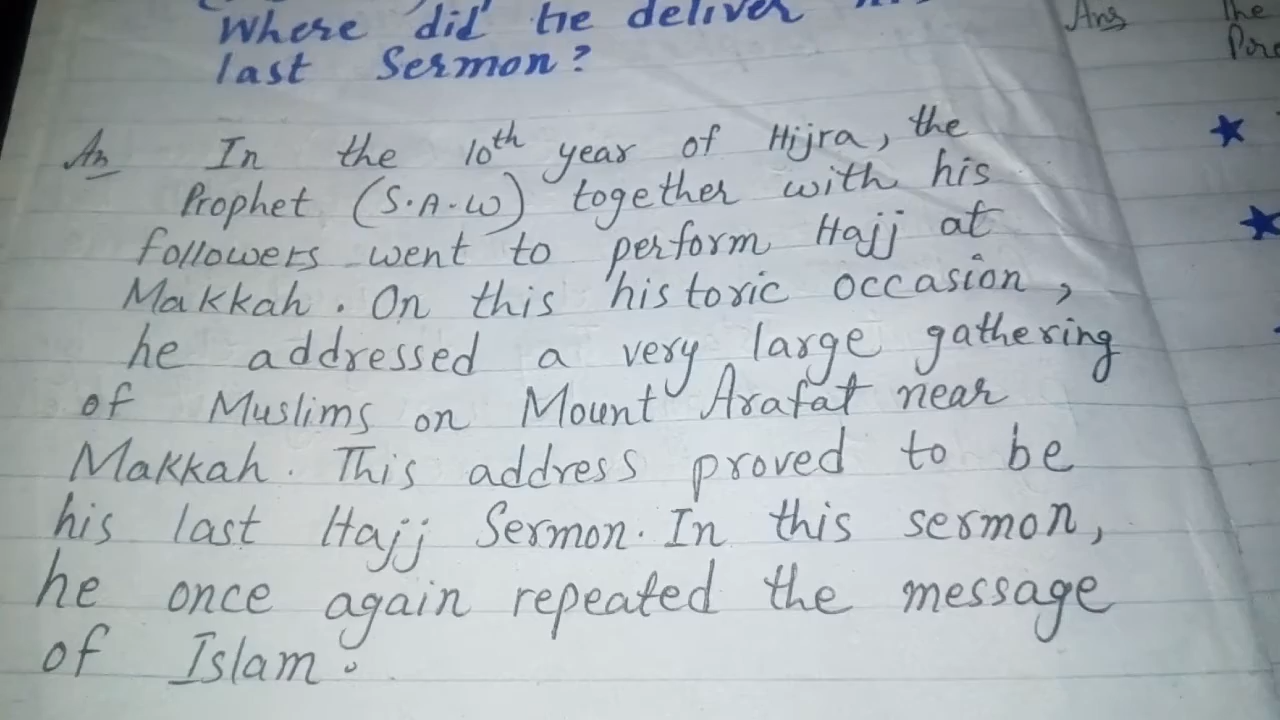 Where did he deliver
last Sermon?
Ans
In the 10th year of Hijra, the
Prophet (S.A.W) together with his
followers went to perform Hajj at
Makkah. On this historic occasion,
he addressed a very large gathering
of Muslims on Mount Arafat near
Makkah. This address proved to be
his last Hajj Sermon. In this sermon,
he once again repeated the message
of Islam.
Ans The